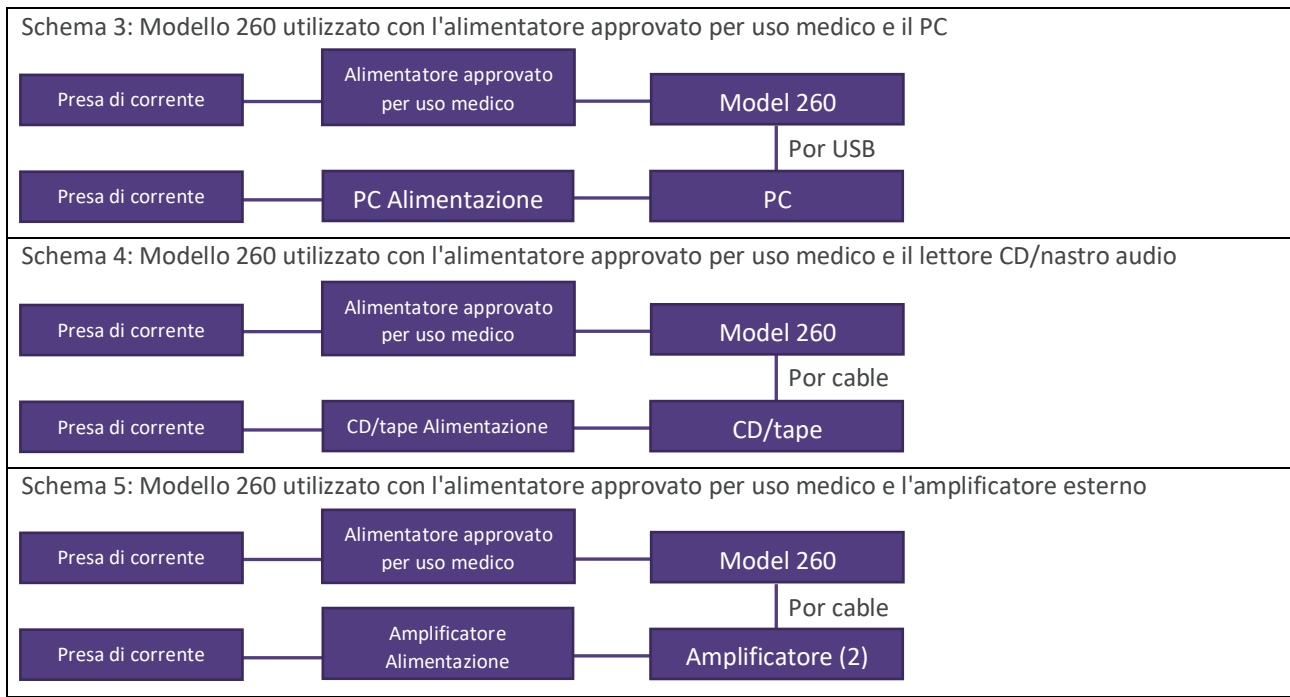 Schema 3: Modello 260 utilizzato con l'alimentatore approvato per uso medico e il PC
Presa di corrente
Alimentatore approvato
per uso medico
Model 260
Por USB
Presa di corrente
PC Alimentazione
PC
Schema 4: Modello 260 utilizzato con l'alimentatore approvato per uso medico e il lettore CD/nastro audio
Presa di corrente
Alimentatore approvato
per uso medico
Model 260
Por cable
Presa di corrente
CD/tape Alimentazione
CD/tape
Schema 5: Modello 260 utilizzato con l'alimentatore approvato per uso medico e l'amplificatore esterno
Presa di corrente
Alimentatore approvato
per uso medico
Model 260
Por cable
Presa di corrente
Amplificatore
Alimentazione
Amplificatore (2)